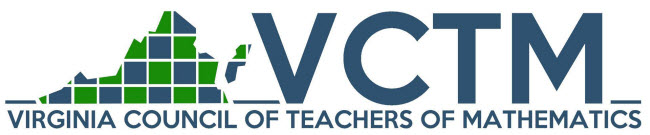 VCTM
VIRGINIA COUNCIL OF TEACHERS OF MATHEMATICS